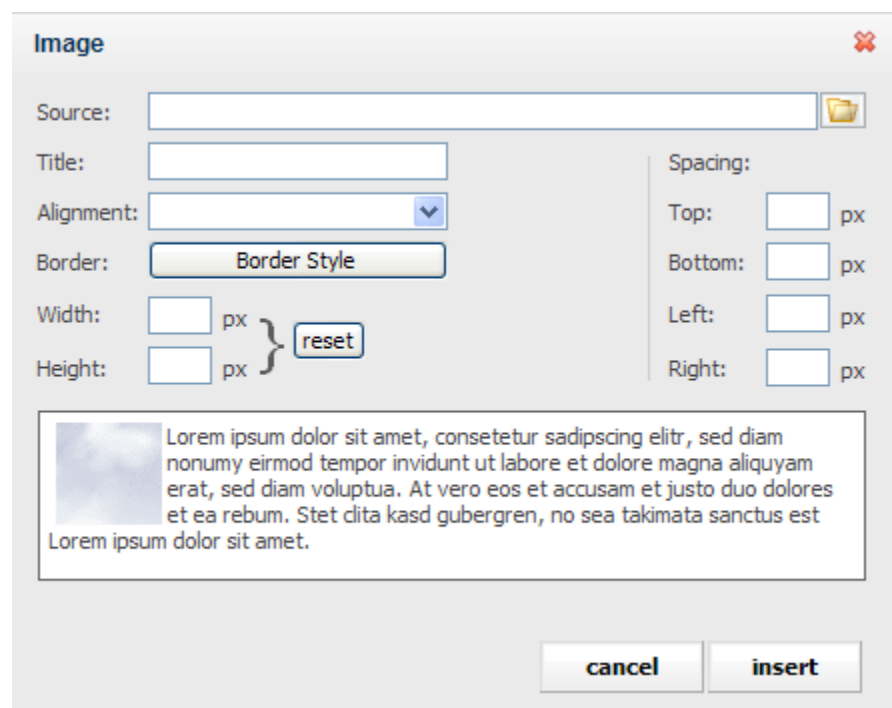 Image
Source:
Title:
Spacing:
Alignment:
Top: px
Border: Border Style
Bottom: px
Width: px
Left: px
} reset
Height: px
Right: px
Lorem ipsum dolor sit amet, consetetur sadipscing elitr, sed diam
nonumy eirmod tempor invidunt ut labore et dolore magna aliquyam
erat, sed diam voluptua. At vero eos et accusam et justo duo dolores
et ea rebum. Stet clita kasd gubergren, no sea takimata sanctus est
Lorem ipsum dolor sit amet.
cancel insert